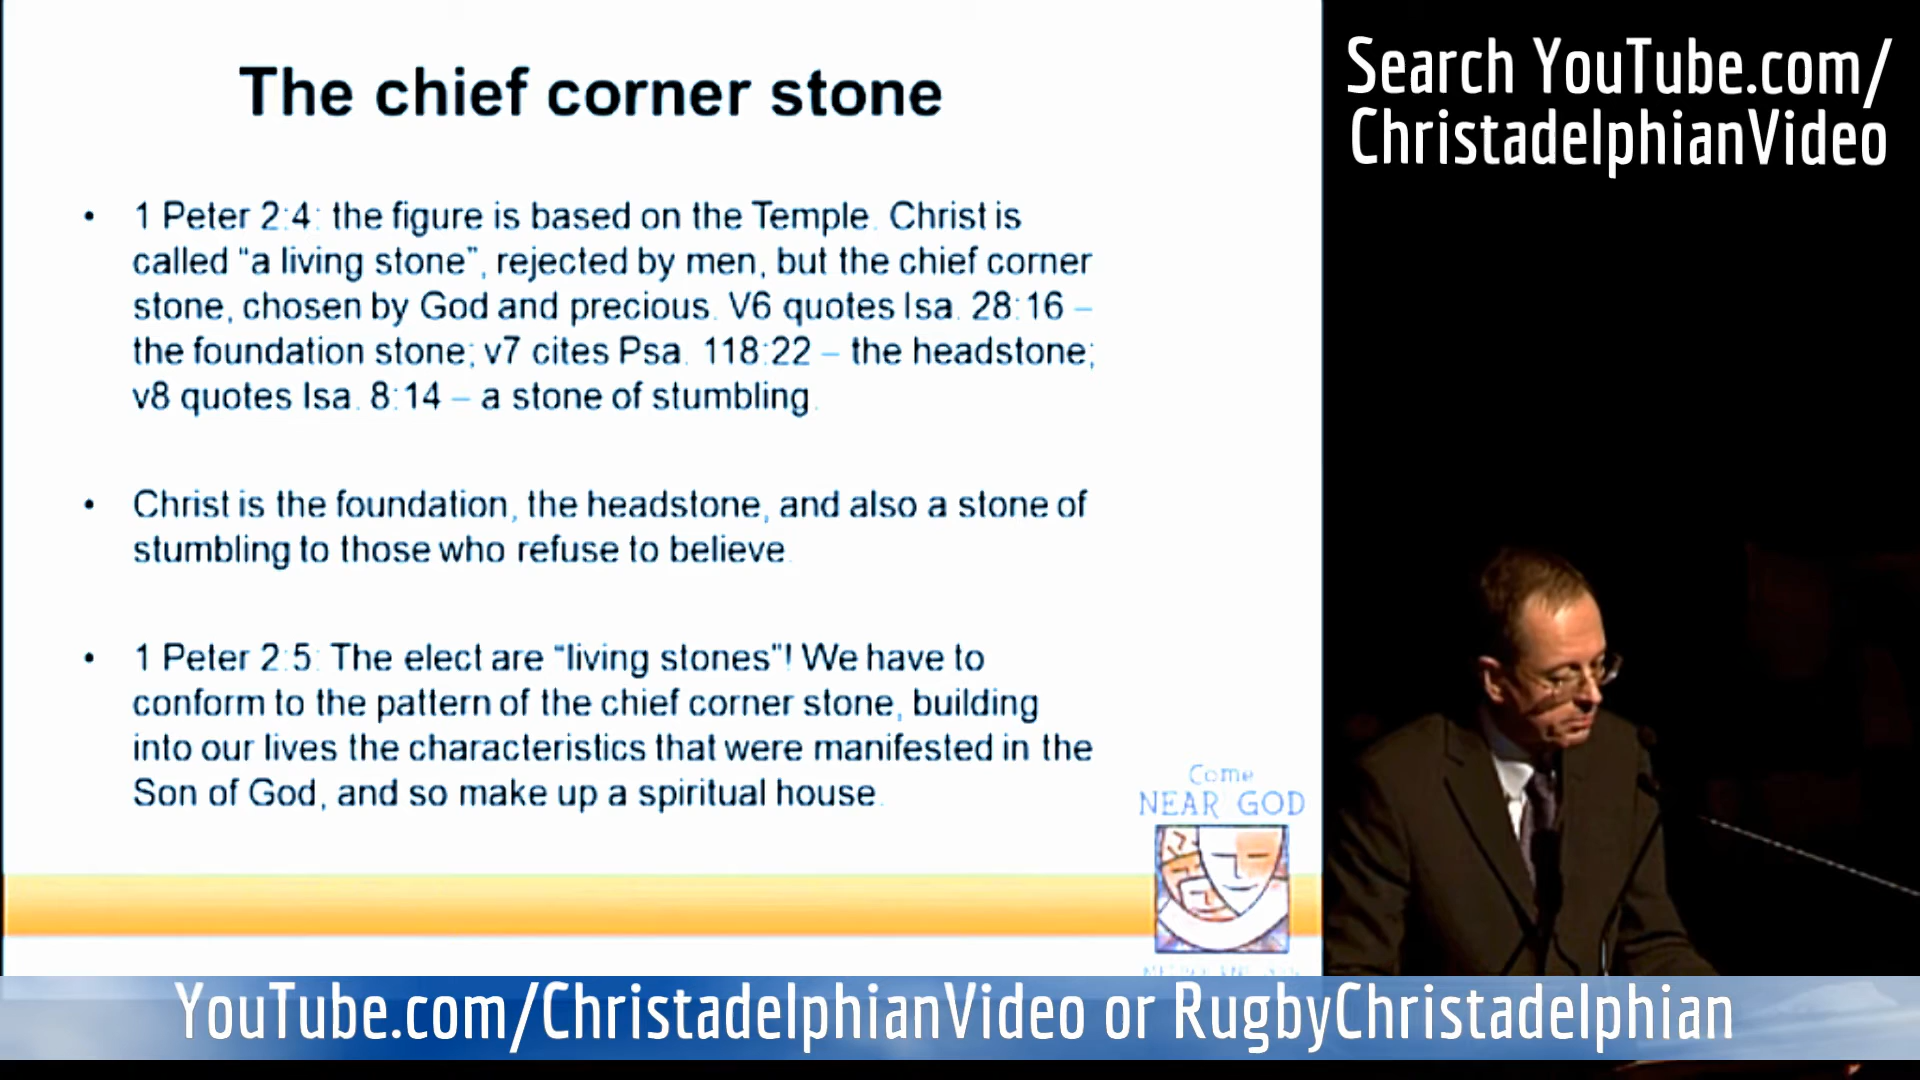 The chief corner stone
• 1 Peter 2:4: the figure is based on the Temple. Christ is
called “a living stone”, rejected by men, but the chief corner
stone, chosen by God and precious. V6 quotes Isa. 28:16 –
the foundation stone; v7 cites Psa. 118:22 – the headstone;
v8 quotes Isa. 8:14 – a stone of stumbling.
• Christ is the foundation, the headstone, and also a stone of
stumbling to those who refuse to believe.
• 1 Peter 2:5: The elect are “living stones”! We have to
conform to the pattern of the chief corner stone, building
into our lives the characteristics that were manifested in the
Son of God, and so make up a spiritual house.
Come
NEAR GOD
Search YouTube.com/
ChristadelphianVideo
YouTube.com/ChristadelphianVideo or RugbyChristadelphian